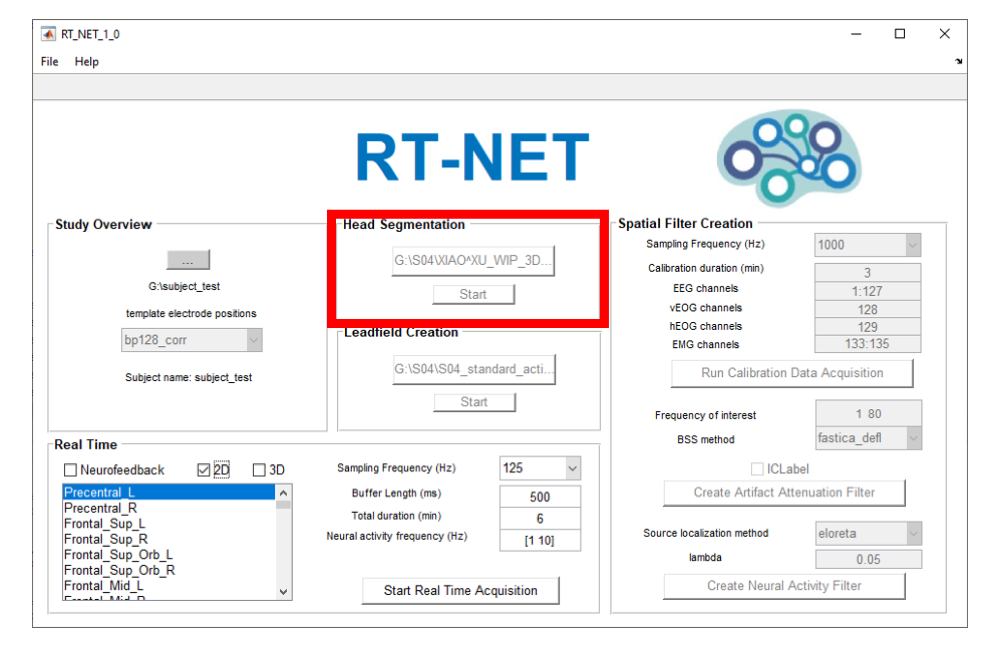 RT_NET_1_0
File Help
RT-NET
Study Overview
...
G:\subject_test
template electrode positions
bp128_corr
Subject name: subject_test
Head Segmentation
G:\S04\XIAO^XU_WIP_3D...
Start
Leadfield Creation
G:\S04\S04_standard_acti...
Start
Spatial Filter Creation
Sampling Frequency (Hz) 1000
Calibration duration (min) 3
EEG channels 1:127
vEOG channels 128
hEOG channels 129
EMG channels 133:135
Run Calibration Data Acquisition
Frequency of interest 1 80
BSS method fastica_defl
ICLabel
Create Artifact Attenuation Filter
Source localization method eloreta
lambda 0.05
Create Neural Activity Filter
Real Time
Neurofeedback 2D 3D
Precentral_L
Precentral_R
Frontal_Sup_L
Frontal_Sup_R
Frontal_Sup_Orb_L
Frontal_Sup_Orb_R
Frontal_Mid_L
Frontal_Mid_R
Sampling Frequency (Hz) 125
Buffer Length (ms) 500
Total duration (min) 6
Neural activity frequency (Hz) [1 10]
Start Real Time Acquisition